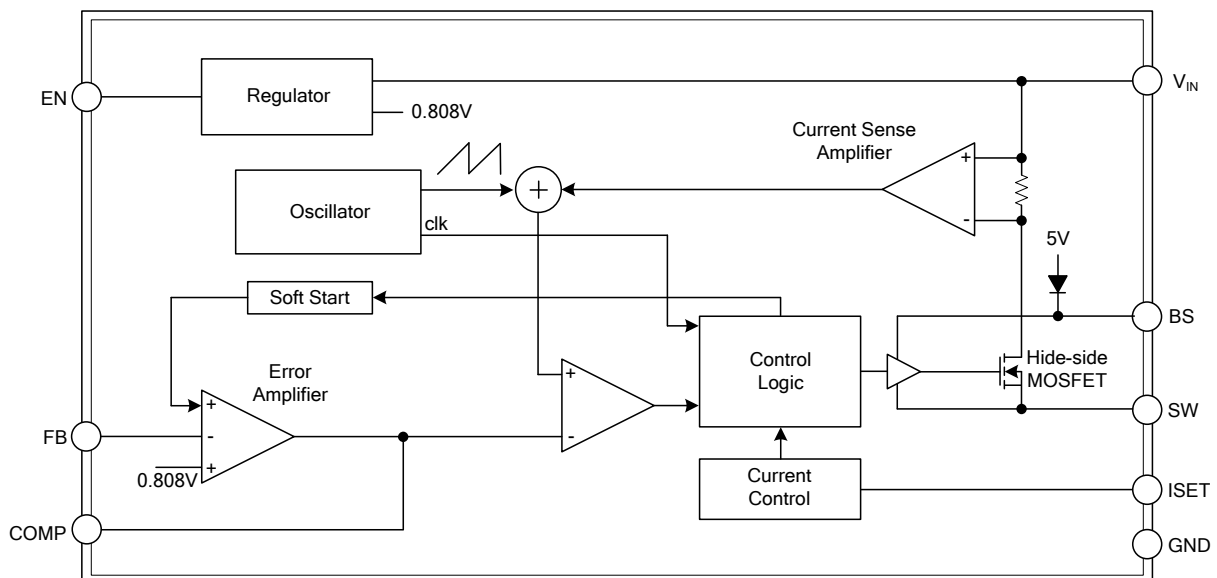 EN
Regulator
0.808V
V_IN
Current Sense
Amplifier
+
-
Oscillator
clk
+
5V
Soft Start
BS
Control
Logic
Hide-side
MOSFET
Error
Amplifier
+
-
+
0.808V
+
-
FB
SW
Current
Control
ISET
COMP
GND